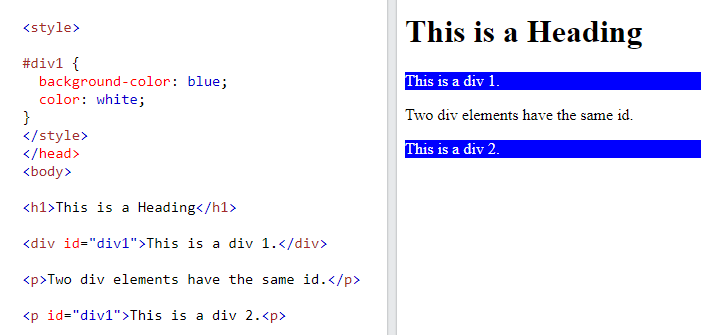 <style>
#div1 {
background-color: blue;
color: white;
}
</style>
</head>
<body>
<h1>This is a Heading</h1>
<div id="div1">This is a div 1.</div>
<p>Two div elements have the same id.</p>
<p id="div1">This is a div 2.<p>
This is a Heading
This is a div 1.
Two div elements have the same id.
This is a div 2.